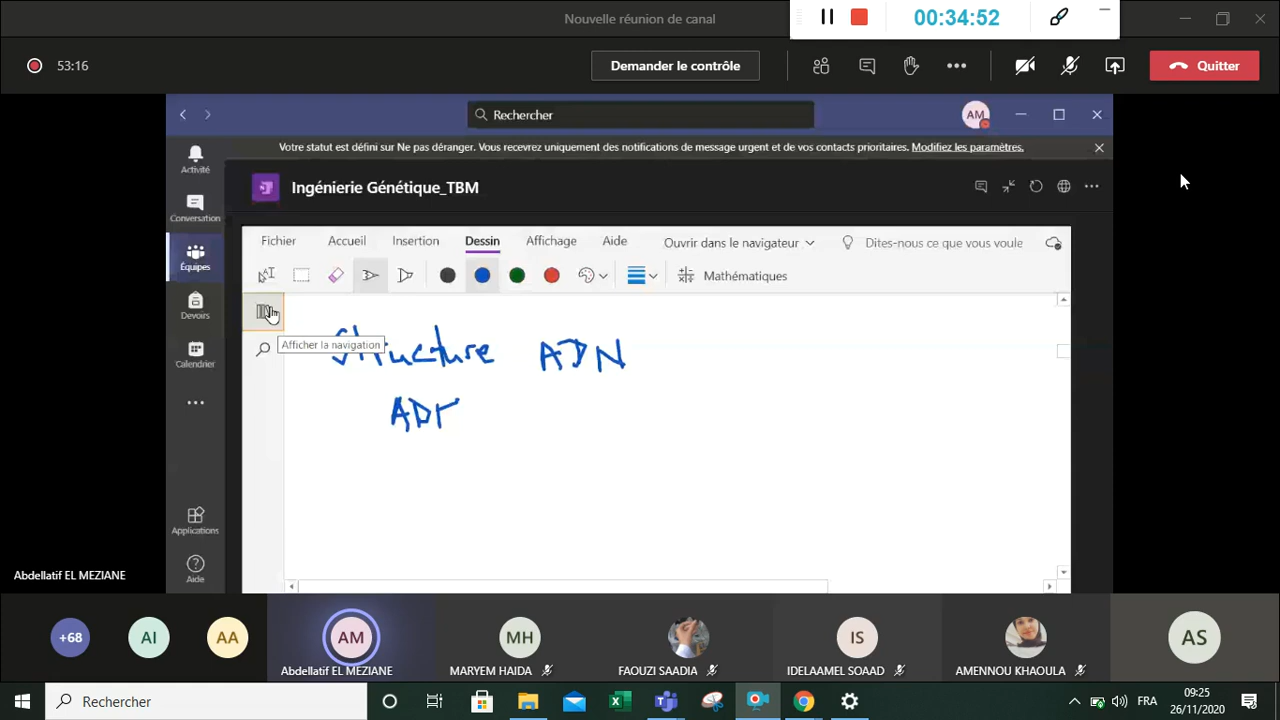 Nouvelle réunion de canal
00:34:52
53:16
Demander le contrôle
Quitter
Rechercher
AM
Votre statut est défini sur Ne pas déranger. Vous recevrez uniquement des notifications de message urgent et de vos contacts prioritaires. Modifiez les paramètres.
Activité
Conversation
Équipes
Devoirs
Calendrier
Applications
Aide
Ingénierie Génétique_TBM
Fichier Accueil Insertion Dessin Affichage Aide Ouvrir dans le navigateur Dites-nous ce que vous voule
Mathématiques
Afficher la navigation
Structure ADN
ADr
Abdellatif EL MEZIANE
+68 AI AA AM MH IS AS
Abdellatif EL MEZIANE MARYEM HAIDA FAOUZI SAADIA IDELAAMEL SOAAD AMENNOU KHAOULA
Rechercher
FRA
09:25
26/11/2020